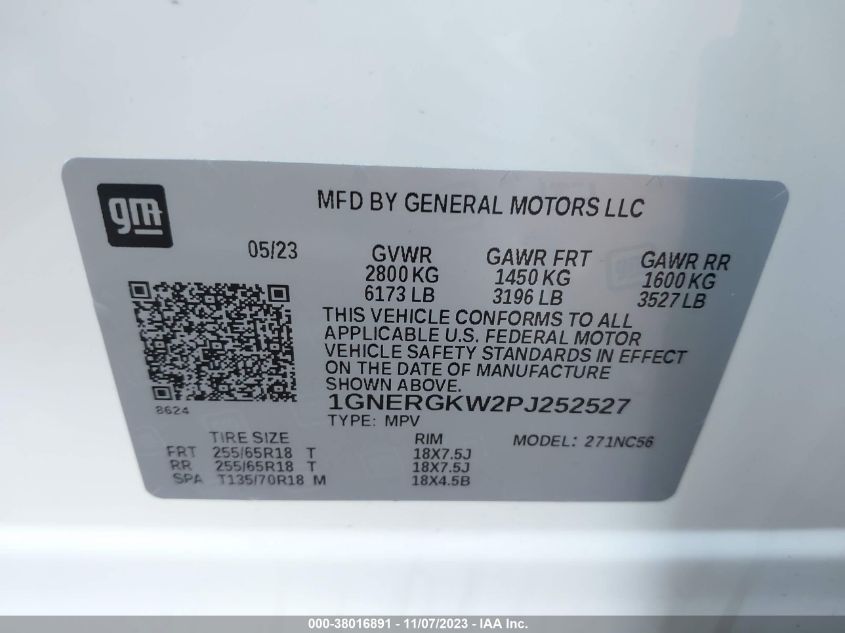 gm
MFD BY GENERAL MOTORS LLC
05/23 GVWR GAWR FRT GAWR RR
2800 KG 1450 KG 1600 KG
6173 LB 3196 LB 3527 LB
THIS VEHICLE CONFORMS TO ALL
APPLICABLE U.S. FEDERAL MOTOR
VEHICLE SAFETY STANDARDS IN EFFECT
ON THE DATE OF MANUFACTURE
SHOWN ABOVE.
8624
1GNERGKW2PJ252527
TYPE: MPV
TIRE SIZE RIM MODEL: 271NC56
FRT 255/65R18 T 18X7.5J
RR 255/65R18 T 18X7.5J
SPA T135/70R18 M 18X4.5B
000-38016891 - 11/07/2023 - IAA Inc.